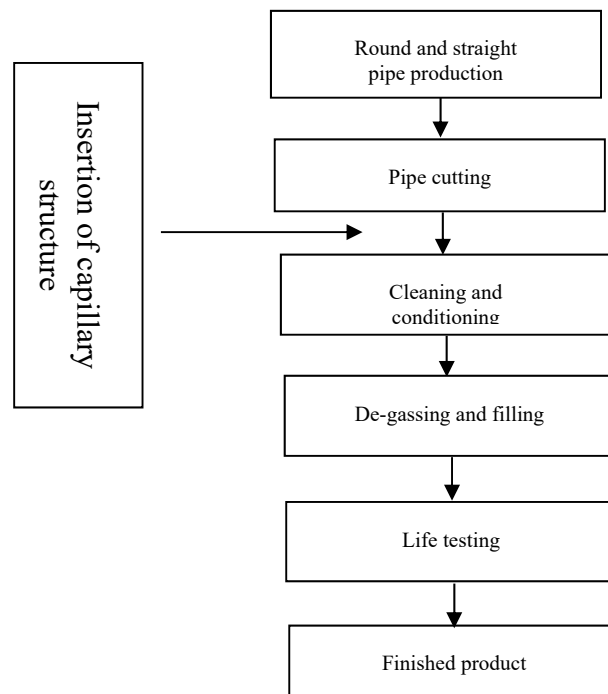 Round and straight
pipe production
Insertion of capillary
structure
Pipe cutting
Cleaning and
conditioning
De-gassing and filling
Life testing
Finished product